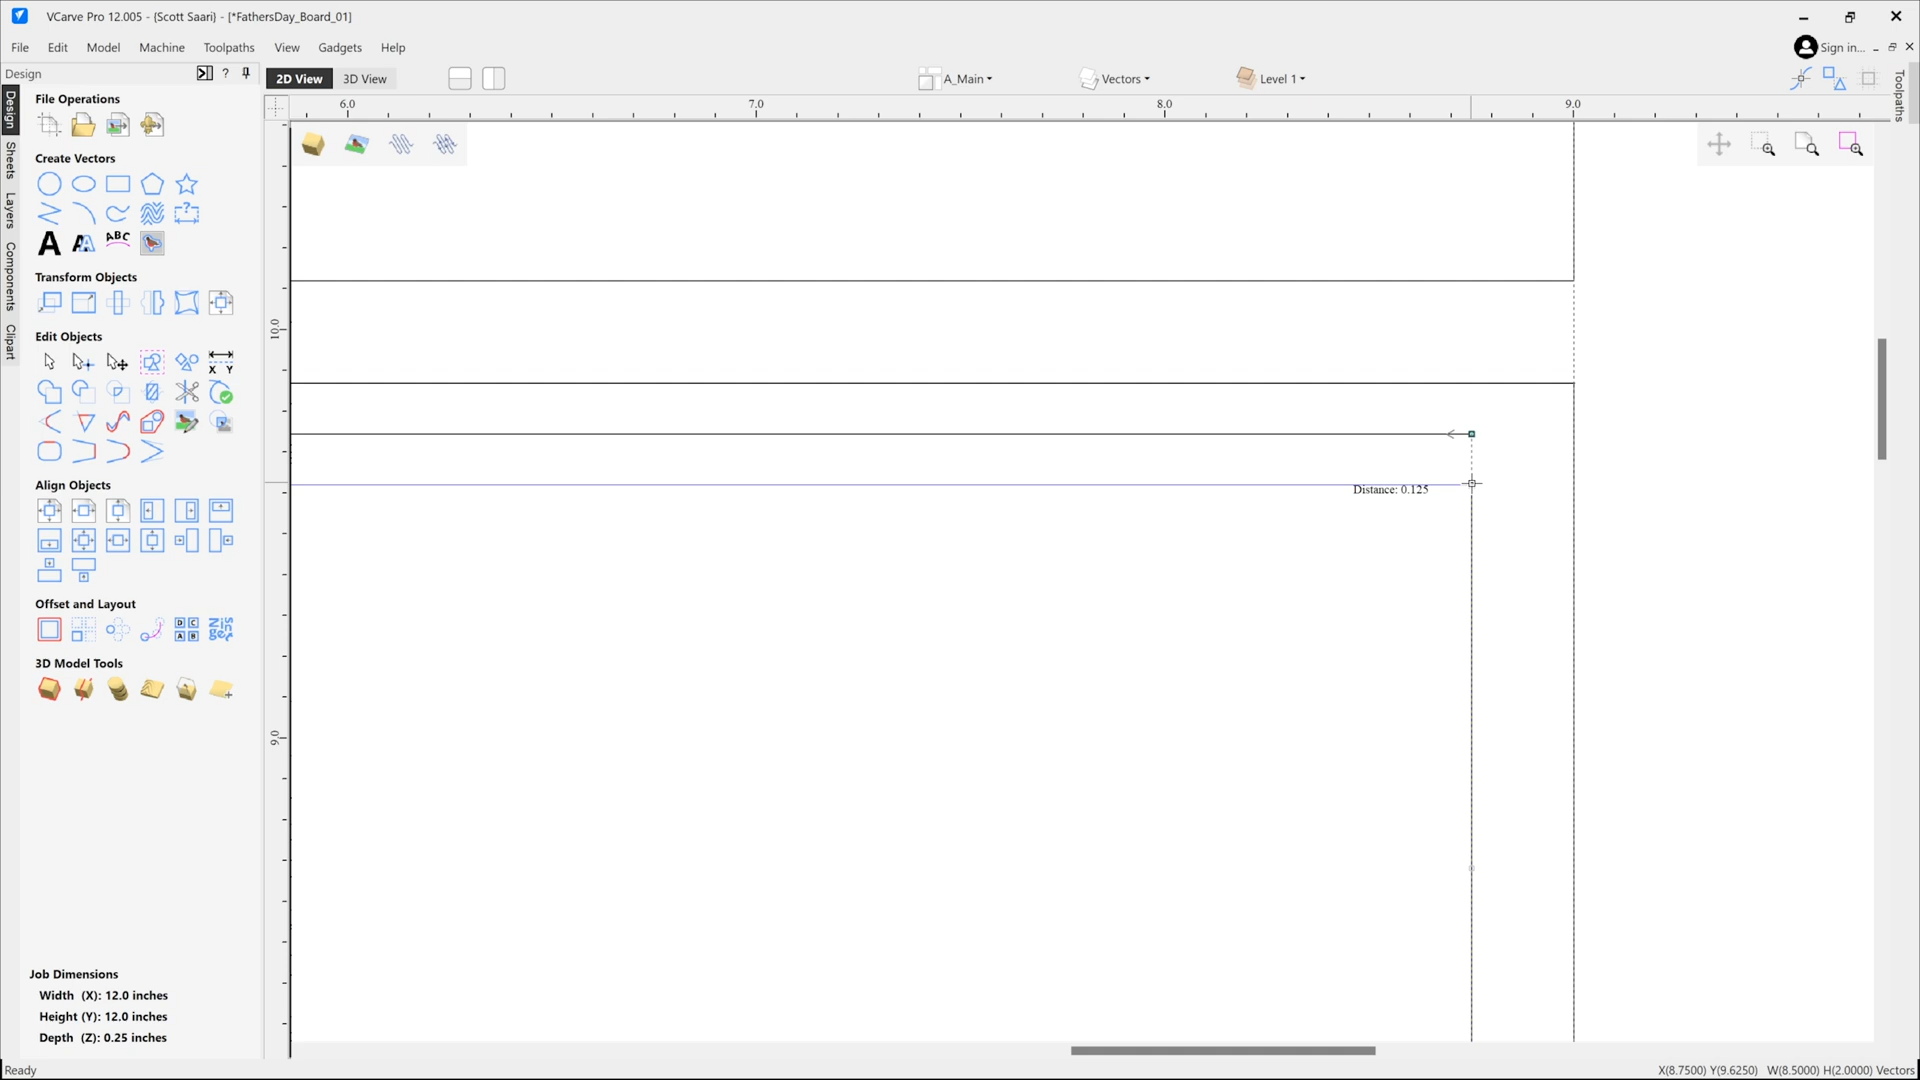 VCarve Pro 12.005 - (Scott Saari) - [*FathersDay_Board_01]
File Edit Model Machine Toolpaths View Gadgets Help
Sign in...
Design
?
2D View 3D View
A_Main
Vectors
Level 1
Design
Sheets
Layers
Components
Clipart
Toolpaths
6.0 7.0 8.0 9.0
10.0
9.0
File Operations
Create Vectors
?
A
AA
ABC
Transform Objects
Edit Objects
X Y
Align Objects
Offset and Layout
D C
A B
3D Model Tools
Distance: 0.125
Job Dimensions
Width (X): 12.0 inches
Height (Y): 12.0 inches
Depth (Z): 0.25 inches
Ready
X(8.7500) Y(9.6250) W(8.5000) H(2.0000) Vectors